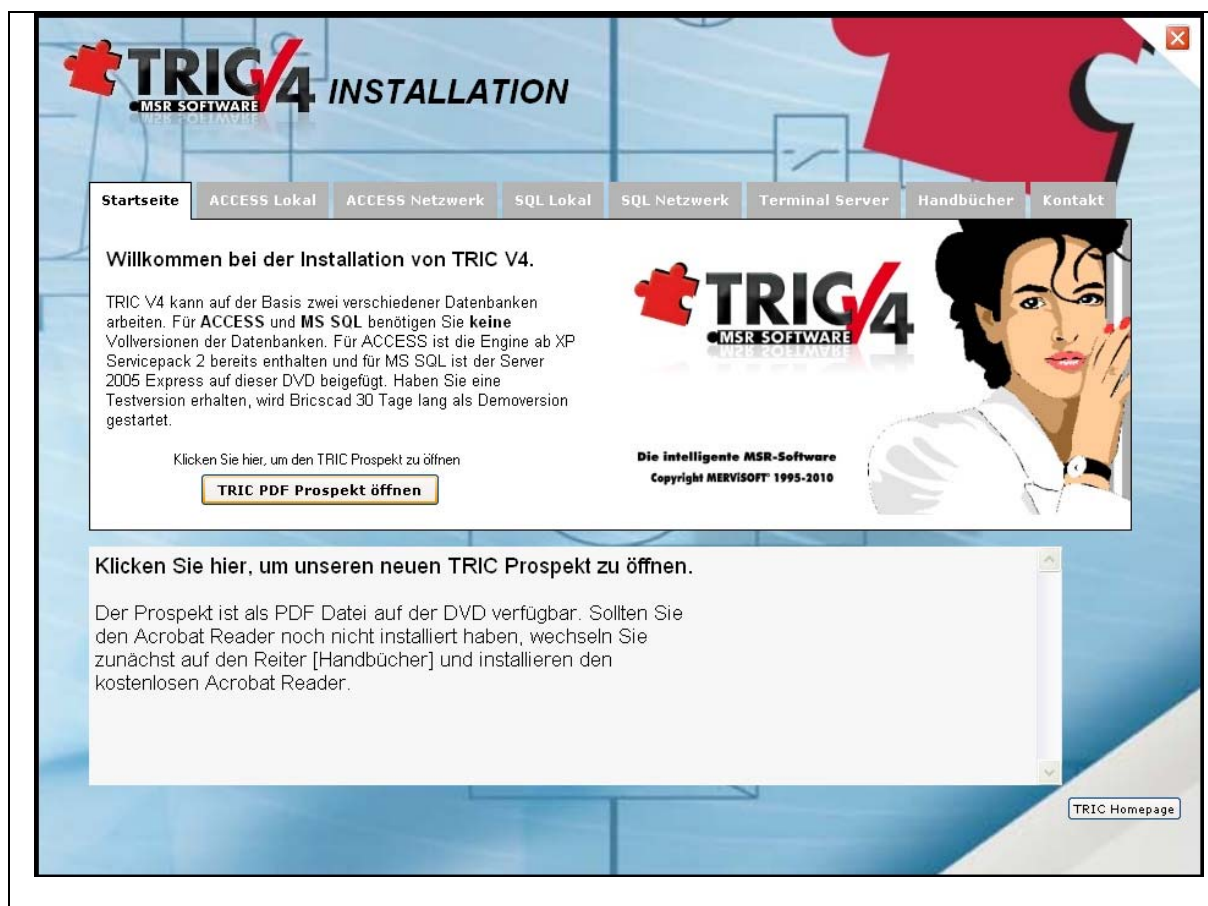 TRIC V4
MSR SOFTWARE
INSTALLATION
Startseite
ACCESS Lokal
ACCESS Netzwerk
SQL Lokal
SQL Netzwerk
Terminal Server
Handbücher
Kontakt
Willkommen bei der Installation von TRIC V4.
TRIC V4 kann auf der Basis zwei verschiedener Datenbanken
arbeiten. Für ACCESS und MS SQL benötigen Sie keine
Vollversionen der Datenbanken. Für ACCESS ist die Engine ab XP
Servicepack 2 bereits enthalten und für MS SQL ist der Server
2005 Express auf dieser DVD beigefügt. Haben Sie eine
Testversion erhalten, wird Bricscad 30 Tage lang als Demoversion
gestartet.
Klicken Sie hier, um den TRIC Prospekt zu öffnen
TRIC PDF Prospekt öffnen
TRIC V4
MSR SOFTWARE
Die intelligente MSR-Software
Copyright MERViSOFT® 1995-2010
Klicken Sie hier, um unseren neuen TRIC Prospekt zu öffnen.
Der Prospekt ist als PDF Datei auf der DVD verfügbar. Sollten Sie
den Acrobat Reader noch nicht installiert haben, wechseln Sie
zunächst auf den Reiter [Handbücher] und installieren den
kostenlosen Acrobat Reader.
TRIC Homepage